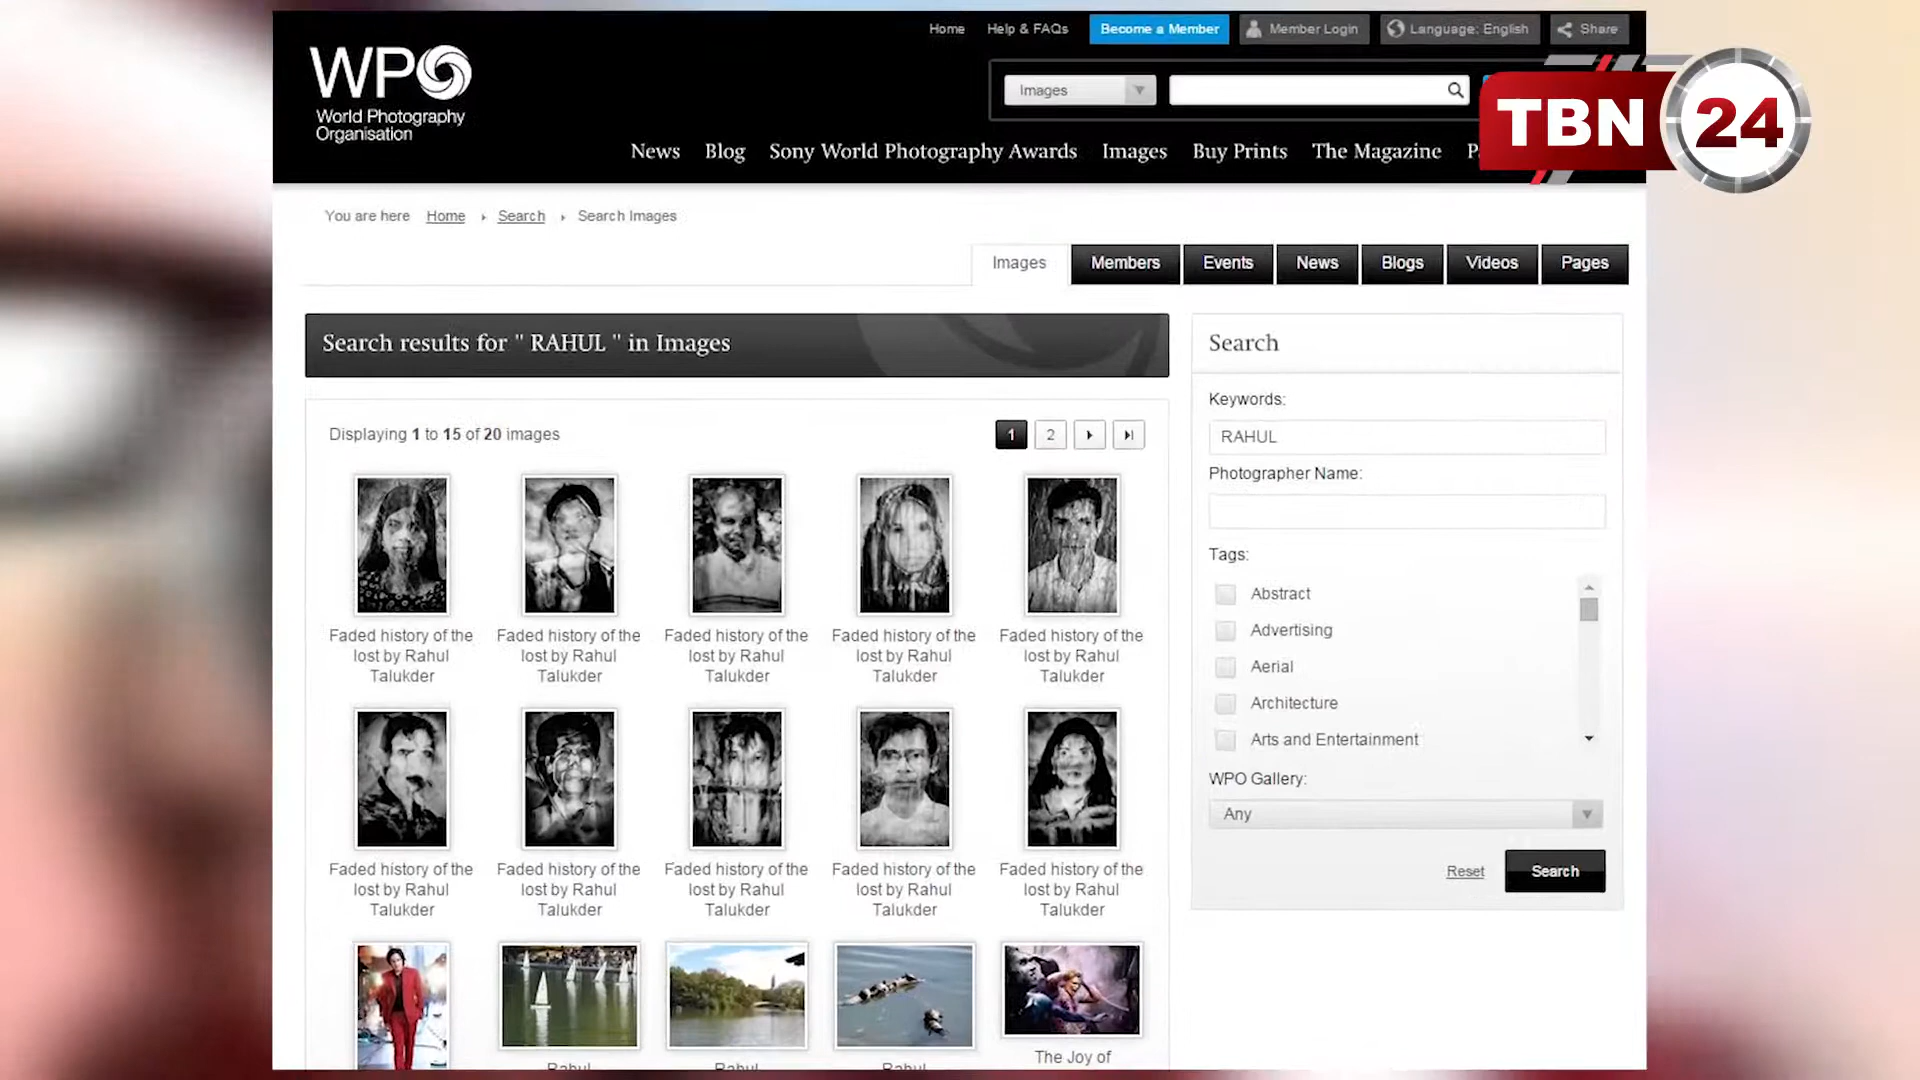 Home Help & FAQs Become a Member Member Login Language: English Share
WPO
World Photography
Organisation
Images
TBN 24
News Blog Sony World Photography Awards Images Buy Prints The Magazine
You are here Home Search Search Images
Images Members Events News Blogs Videos Pages
Search results for " RAHUL " in Images
Displaying 1 to 15 of 20 images
1 2
Faded history of the
lost by Rahul
Talukder
Faded history of the
lost by Rahul
Talukder
Faded history of the
lost by Rahul
Talukder
Faded history of the
lost by Rahul
Talukder
Faded history of the
lost by Rahul
Talukder
Faded history of the
lost by Rahul
Talukder
Faded history of the
lost by Rahul
Talukder
Faded history of the
lost by Rahul
Talukder
Faded history of the
lost by Rahul
Talukder
Faded history of the
lost by Rahul
Talukder
Rahul
Rahul
Rahul
The Joy of
Search
Keywords:
RAHUL
Photographer Name:
Tags:
Abstract
Advertising
Aerial
Architecture
Arts and Entertainment
WPO Gallery:
Any
Reset Search